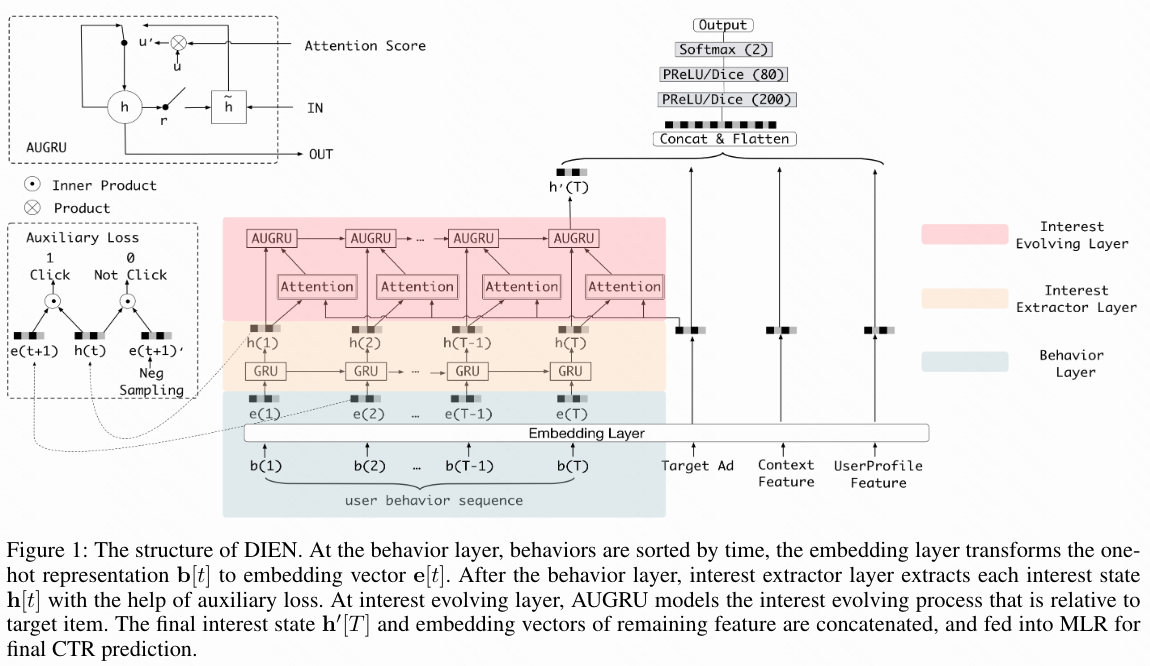 Output
Softmax (2)
PReLU/Dice (80)
PReLU/Dice (200)
Concat & Flatten
h′(T)
u′
u
Attention Score
h
r
h̃
IN
AUGRU
OUT
Inner Product
Product
Auxiliary Loss
1 0
Click Not Click
e(t+1) h(t) e(t+1)′
Neg
Sampling
AUGRU AUGRU ... AUGRU AUGRU
Attention Attention Attention Attention
h(1) h(2) h(T-1) h(T)
GRU GRU ... GRU GRU
e(1) e(2) ... e(T-1) e(T)
Embedding Layer
b(1) b(2) ... b(T-1) b(T)
user behavior sequence
Target Ad
Context
Feature
UserProfile
Feature
Interest
Evolving Layer
Interest
Extractor Layer
Behavior
Layer
Figure 1: The structure of DIEN. At the behavior layer, behaviors are sorted by time, the embedding layer transforms the one-
hot representation b[t] to embedding vector e[t]. After the behavior layer, interest extractor layer extracts each interest state
h[t] with the help of auxiliary loss. At interest evolving layer, AUGRU models the interest evolving process that is relative to
target item. The final interest state h′[T] and embedding vectors of remaining feature are concatenated, and fed into MLR for
final CTR prediction.